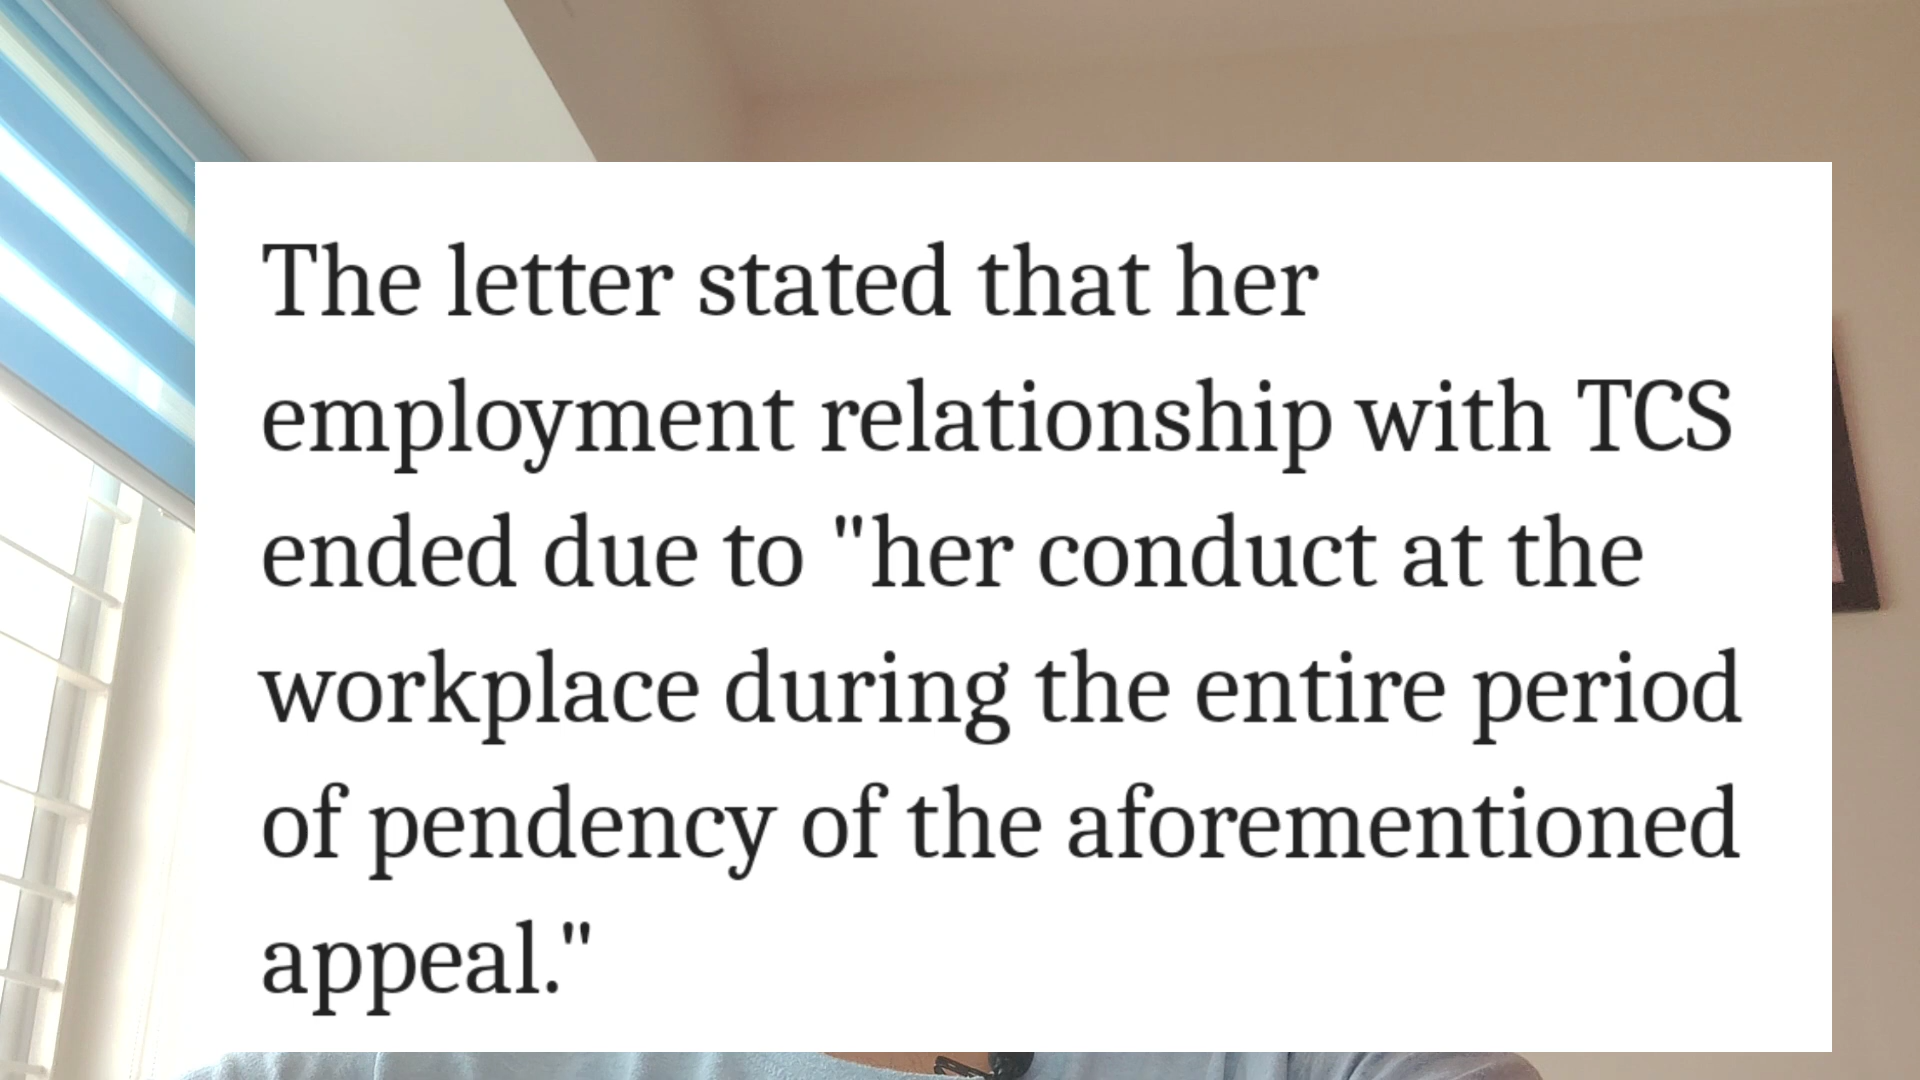 The letter stated that her
employment relationship with TCS
ended due to "her conduct at the
workplace during the entire period
of pendency of the aforementioned
appeal."